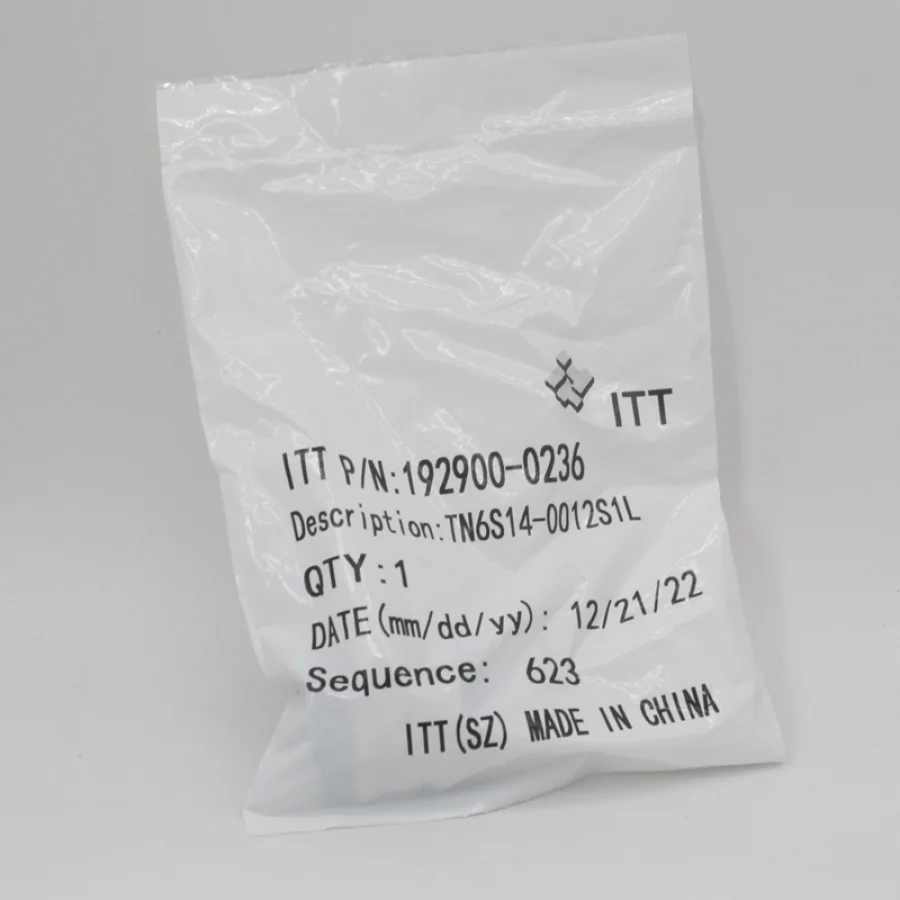 ITT
ITT P/N:192900-0236
Description:TN6S14-0012S1L
QTY:1
DATE(mm/dd/yy): 12/21/22
Sequence: 623
ITT(SZ) MADE IN CHINA